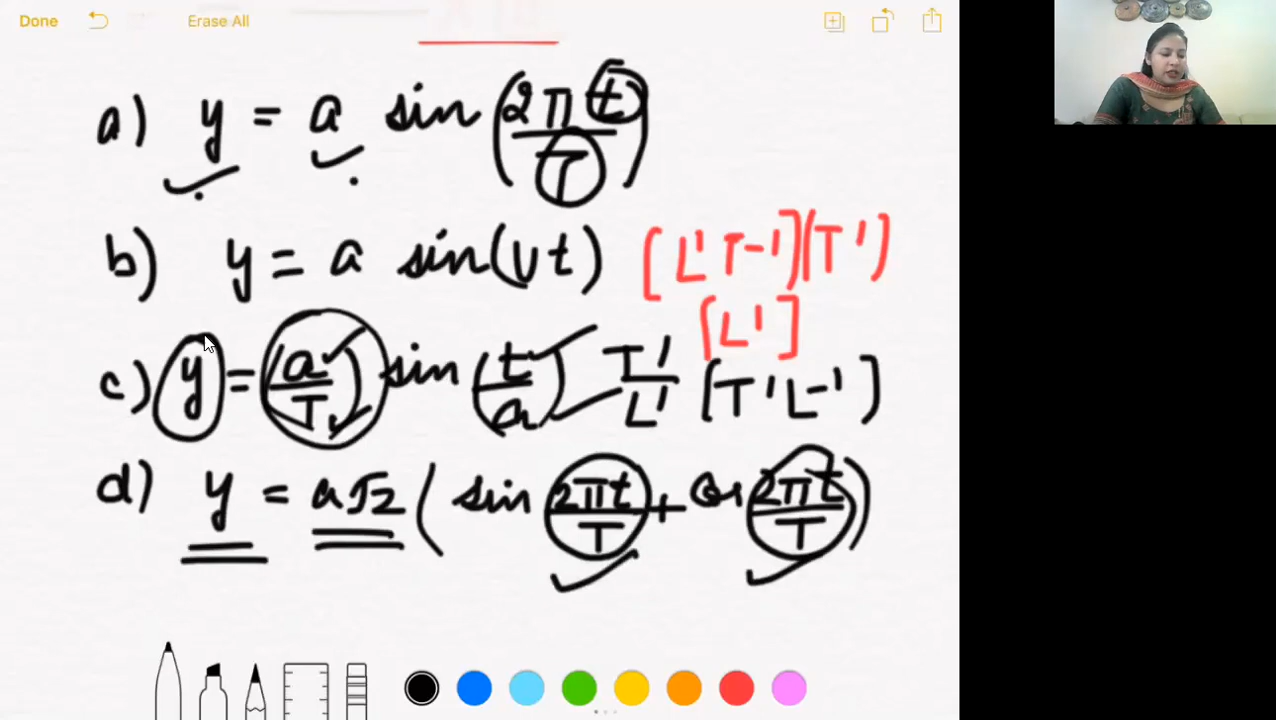 Done Erase All
a) y = a sin (2πt/T)
b) y = a sin(vt) [L¹T⁻¹][T¹]
[L¹]
c) y = (a/T) sin (t/a) T¹/L¹ [T¹L⁻¹]
d) y = a√2 (sin 2πt/T + cos 2πt/T)